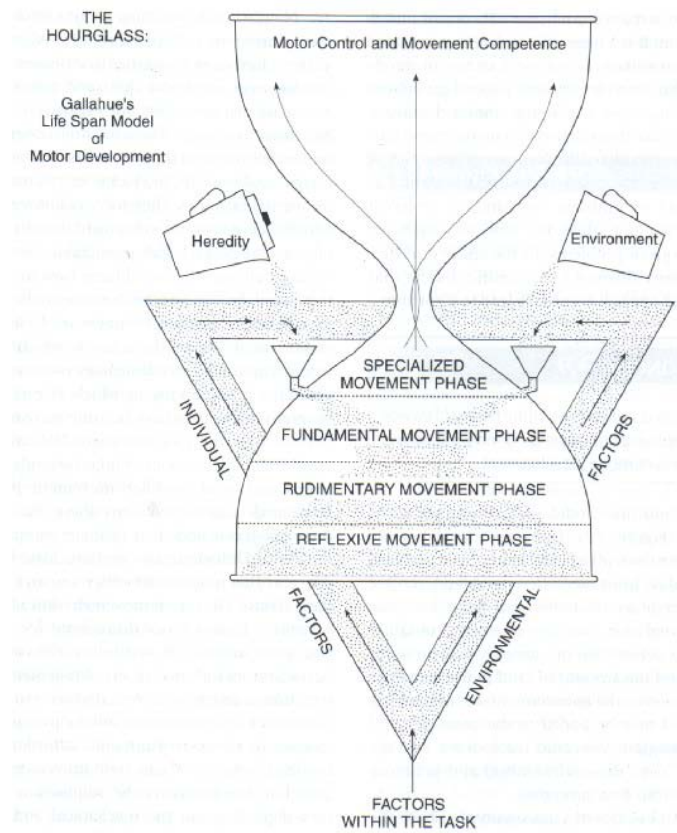 THE
HOURGLASS:
Gallahue's
Life Span Model
of
Motor Development
Motor Control and Movement Competence
Heredity
Environment
SPECIALIZED
MOVEMENT PHASE
FUNDAMENTAL MOVEMENT PHASE
RUDIMENTARY MOVEMENT PHASE
REFLEXIVE MOVEMENT PHASE
INDIVIDUAL
FACTORS
FACTORS
ENVIRONMENTAL
FACTORS
WITHIN THE TASK